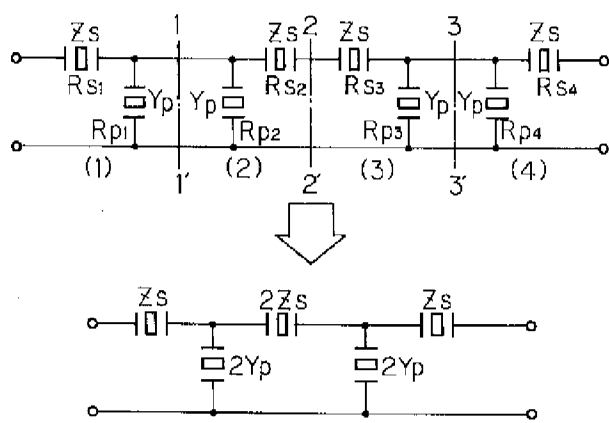 1 2 3
Zs Zs Zs Zs
Rs1 Yp Yp Rs2 Rs3 Yp Yp Rs4
Rp1 Rp2 Rp3 Rp4
(1) (2) (3) (4)
1' 2' 3'
Zs 2Zs Zs
2Yp 2Yp